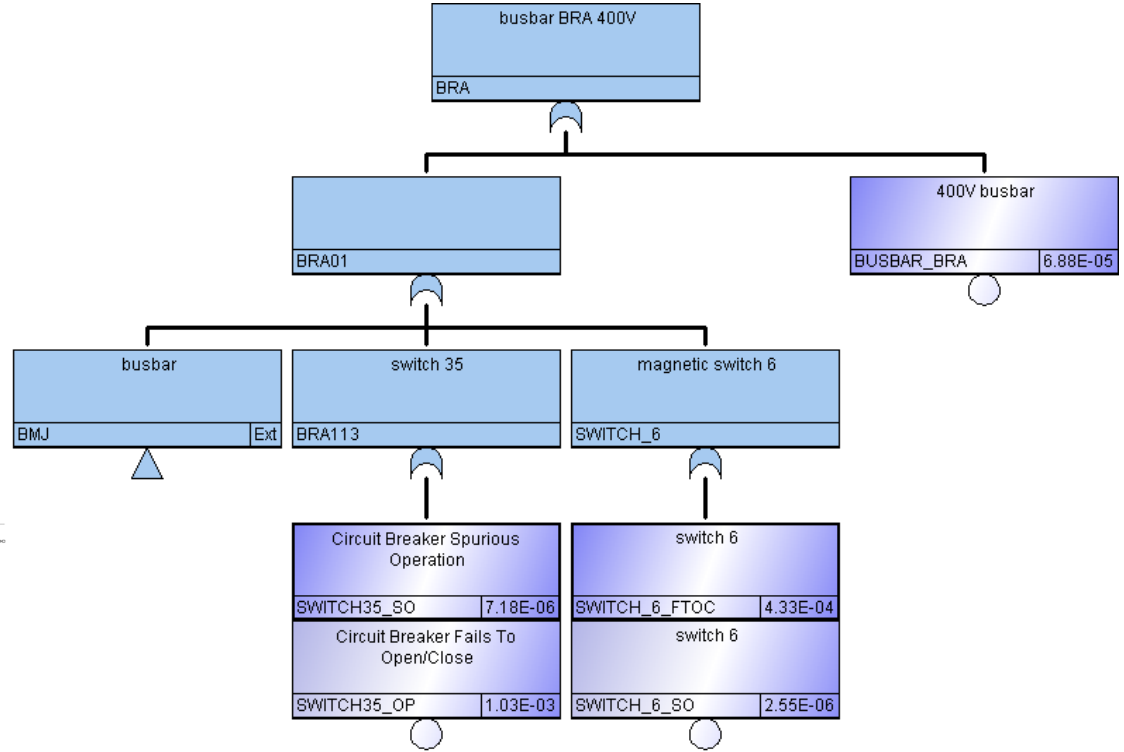 busbar BRA 400V
BRA
400V busbar
BRA01
BUSBAR_BRA 6.88E-05
busbar
switch 35
magnetic switch 6
BMJ Ext
BRA113
SWITCH_6
Circuit Breaker Spurious
Operation
switch 6
SWITCH35_SO 7.18E-06
SWITCH_6_FTOC 4.33E-04
Circuit Breaker Fails To
Open/Close
switch 6
SWITCH35_OP 1.03E-03
SWITCH_6_SO 2.55E-06